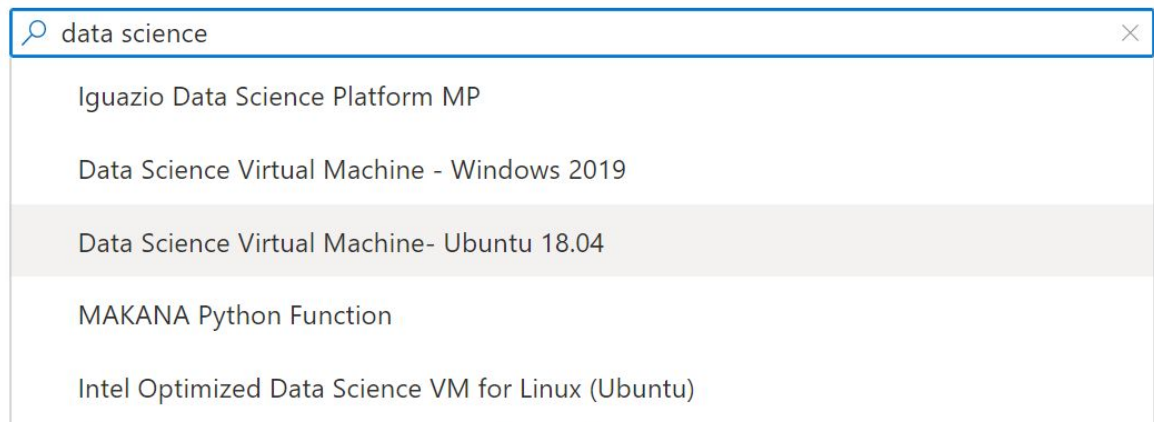 data science
Iguazio Data Science Platform MP
Data Science Virtual Machine - Windows 2019
Data Science Virtual Machine- Ubuntu 18.04
MAKANA Python Function
Intel Optimized Data Science VM for Linux (Ubuntu)